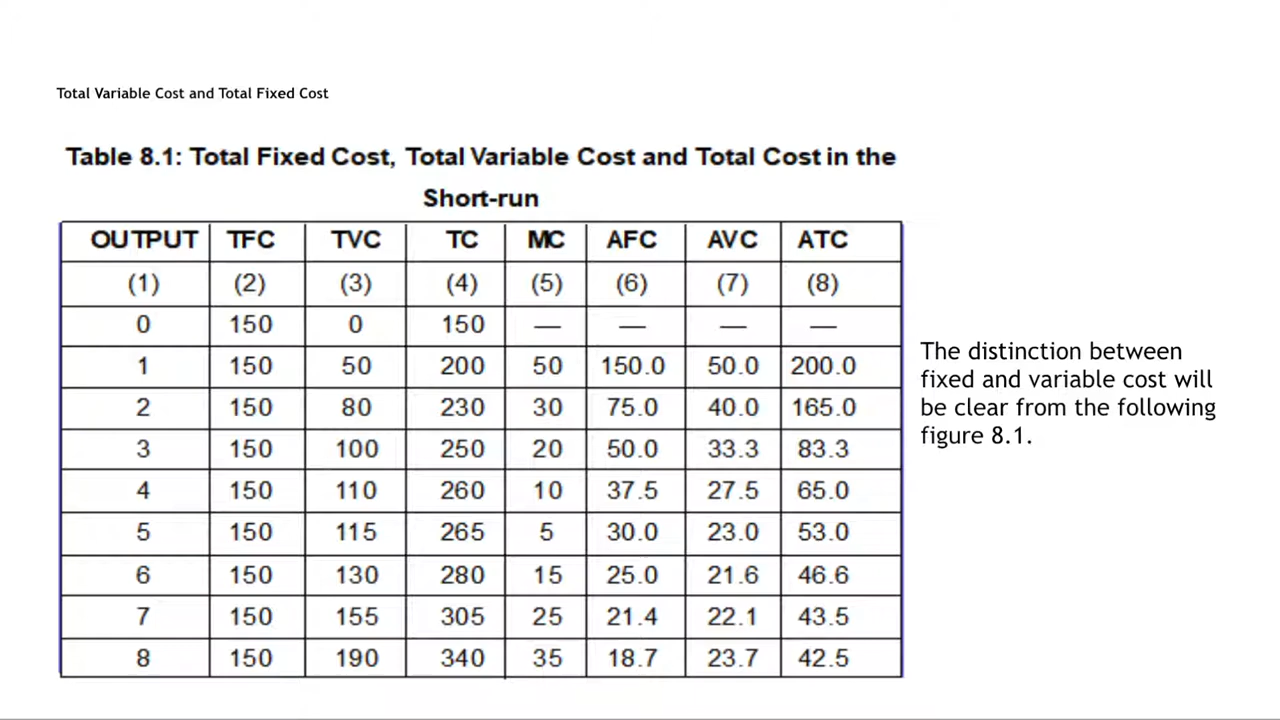 Total Variable Cost and Total Fixed Cost
Table 8.1: Total Fixed Cost, Total Variable Cost and Total Cost in the
Short-run
OUTPUT TFC TVC TC MC AFC AVC ATC
(1) (2) (3) (4) (5) (6) (7) (8)
0 150 0 150 — — — —
1 150 50 200 50 150.0 50.0 200.0
2 150 80 230 30 75.0 40.0 165.0
3 150 100 250 20 50.0 33.3 83.3
4 150 110 260 10 37.5 27.5 65.0
5 150 115 265 5 30.0 23.0 53.0
6 150 130 280 15 25.0 21.6 46.6
7 150 155 305 25 21.4 22.1 43.5
8 150 190 340 35 18.7 23.7 42.5
The distinction between
fixed and variable cost will
be clear from the following
figure 8.1.